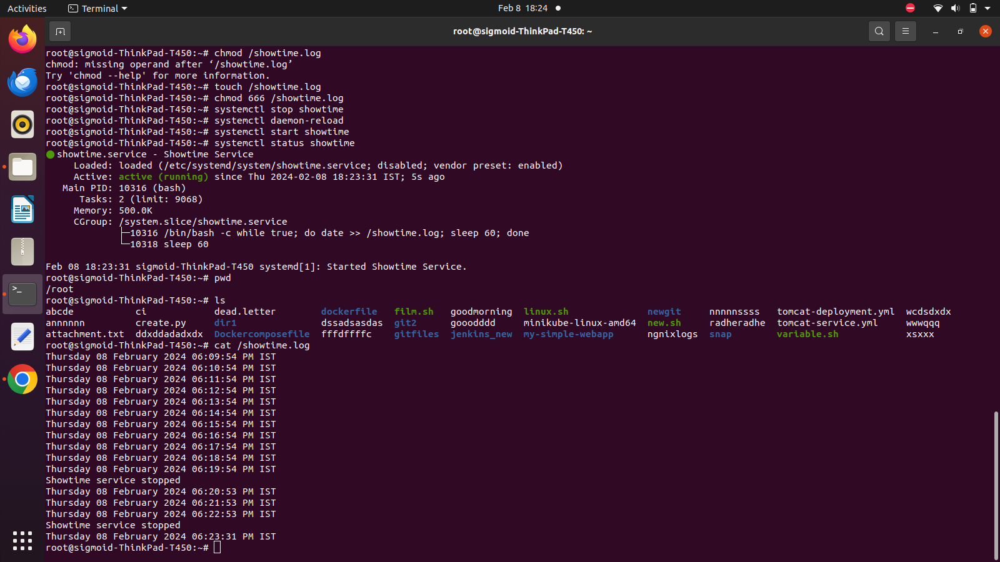 Activities Terminal Feb 8 18:24
root@sigmoid-ThinkPad-T450: ~
root@sigmoid-ThinkPad-T450:~# chmod /showtime.log
chmod: missing operand after ‘/showtime.log’
Try 'chmod --help' for more information.
root@sigmoid-ThinkPad-T450:~# touch /showtime.log
root@sigmoid-ThinkPad-T450:~# chmod 666 /showtime.log
root@sigmoid-ThinkPad-T450:~# systemctl stop showtime
root@sigmoid-ThinkPad-T450:~# systemctl daemon-reload
root@sigmoid-ThinkPad-T450:~# systemctl start showtime
root@sigmoid-ThinkPad-T450:~# systemctl status showtime
● showtime.service - Showtime Service
Loaded: loaded (/etc/systemd/system/showtime.service; disabled; vendor preset: enabled)
Active: active (running) since Thu 2024-02-08 18:23:31 IST; 5s ago
Main PID: 10316 (bash)
Tasks: 2 (limit: 9068)
Memory: 500.0K
CGroup: /system.slice/showtime.service
├─10316 /bin/bash -c while true; do date >> /showtime.log; sleep 60; done
└─10318 sleep 60
Feb 08 18:23:31 sigmoid-ThinkPad-T450 systemd[1]: Started Showtime Service.
root@sigmoid-ThinkPad-T450:~# pwd
/root
root@sigmoid-ThinkPad-T450:~# ls
abcde ci dead.letter dockerfile film.sh goodmorning linux.sh newgit nnnnnssss tomcat-deployment.yml wcdsdxdx
annnnnn create.py dir1 dssadsasdas git2 gooodddd minikube-linux-amd64 new.sh radheradhe tomcat-service.yml wwwqqq
attachment.txt ddxddadadxdx Dockercomposefile fffdffffc gitfiles jenkins_new my-simple-webapp ngnixlogs snap variable.sh xsxxx
root@sigmoid-ThinkPad-T450:~# cat /showtime.log
Thursday 08 February 2024 06:09:54 PM IST
Thursday 08 February 2024 06:10:54 PM IST
Thursday 08 February 2024 06:11:54 PM IST
Thursday 08 February 2024 06:12:54 PM IST
Thursday 08 February 2024 06:13:54 PM IST
Thursday 08 February 2024 06:14:54 PM IST
Thursday 08 February 2024 06:15:54 PM IST
Thursday 08 February 2024 06:16:54 PM IST
Thursday 08 February 2024 06:17:54 PM IST
Thursday 08 February 2024 06:18:54 PM IST
Thursday 08 February 2024 06:19:54 PM IST
Showtime service stopped
Thursday 08 February 2024 06:20:53 PM IST
Thursday 08 February 2024 06:21:53 PM IST
Thursday 08 February 2024 06:22:53 PM IST
Showtime service stopped
Thursday 08 February 2024 06:23:31 PM IST
root@sigmoid-ThinkPad-T450:~#